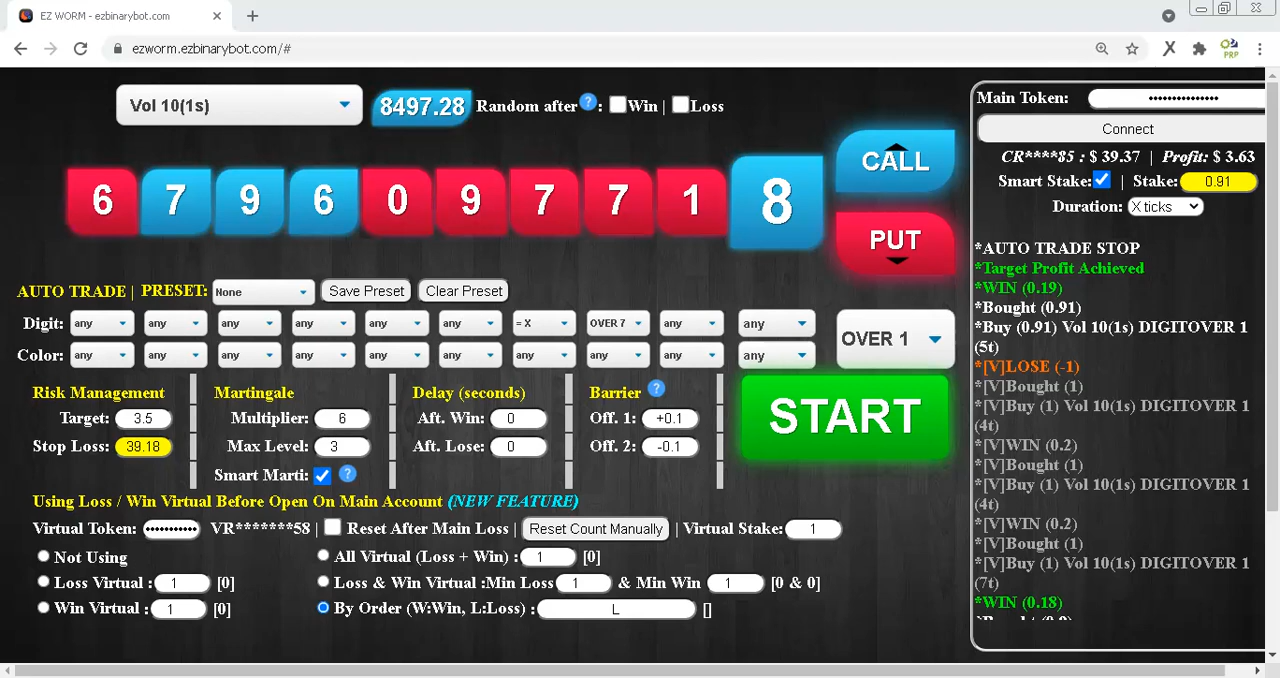 EZ WORM - ezbinarybot.com
ezworm.ezbinarybot.com/#
PRP
Vol 10(1s)
8497.28
Random after ? : Win | Loss
6 7 9 6 0 9 7 7 1 8
CALL
PUT
AUTO TRADE | PRESET: None Save Preset Clear Preset
Digit: any any any any any any = X OVER 7 any any
Color: any any any any any any any any any any
OVER 1
Risk Management
Target: 3.5
Stop Loss: 39.18
Martingale
Multiplier: 6
Max Level: 3
Smart Marti: ?
Delay (seconds)
Aft. Win: 0
Aft. Lose: 0
Barrier ?
Off. 1: +0.1
Off. 2: -0.1
START
Using Loss / Win Virtual Before Open On Main Account (NEW FEATURE)
Virtual Token: •••••••••• VR*******58 | Reset After Main Loss | Reset Count Manually | Virtual Stake: 1
Not Using
All Virtual (Loss + Win) : 1 [0]
Loss Virtual : 1 [0]
Loss & Win Virtual :Min Loss 1 & Min Win 1 [0 & 0]
Win Virtual : 1 [0]
By Order (W:Win, L:Loss) : L []
Main Token: •••••••••••••••
Connect
CR****85 : $ 39.37 | Profit: $ 3.63
Smart Stake: | Stake: 0.91
Duration: X ticks
*AUTO TRADE STOP
*Target Profit Achieved
*WIN (0.19)
*Bought (0.91)
*Buy (0.91) Vol 10(1s) DIGITOVER 1
(5t)
*[V]LOSE (-1)
*[V]Bought (1)
*[V]Buy (1) Vol 10(1s) DIGITOVER 1
(4t)
*[V]WIN (0.2)
*[V]Bought (1)
*[V]Buy (1) Vol 10(1s) DIGITOVER 1
(4t)
*[V]WIN (0.2)
*[V]Bought (1)
*[V]Buy (1) Vol 10(1s) DIGITOVER 1
(7t)
*WIN (0.18)
*Bought (0.9)